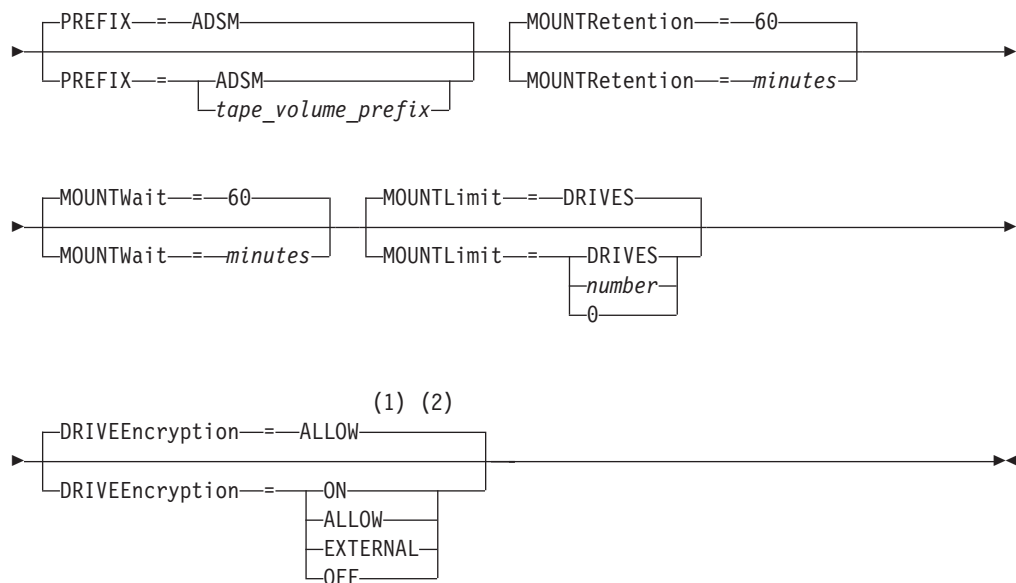 PREFIX = ADSM MOUNTRetention = 60
PREFIX = ADSM MOUNTRetention = minutes
tape_volume_prefix
MOUNTWait = 60 MOUNTLimit = DRIVES
MOUNTWait = minutes MOUNTLimit = DRIVES
number
0
(1) (2)
DRIVEEncryption = ALLOW
DRIVEEncryption = ON
ALLOW
EXTERNAL
OFF